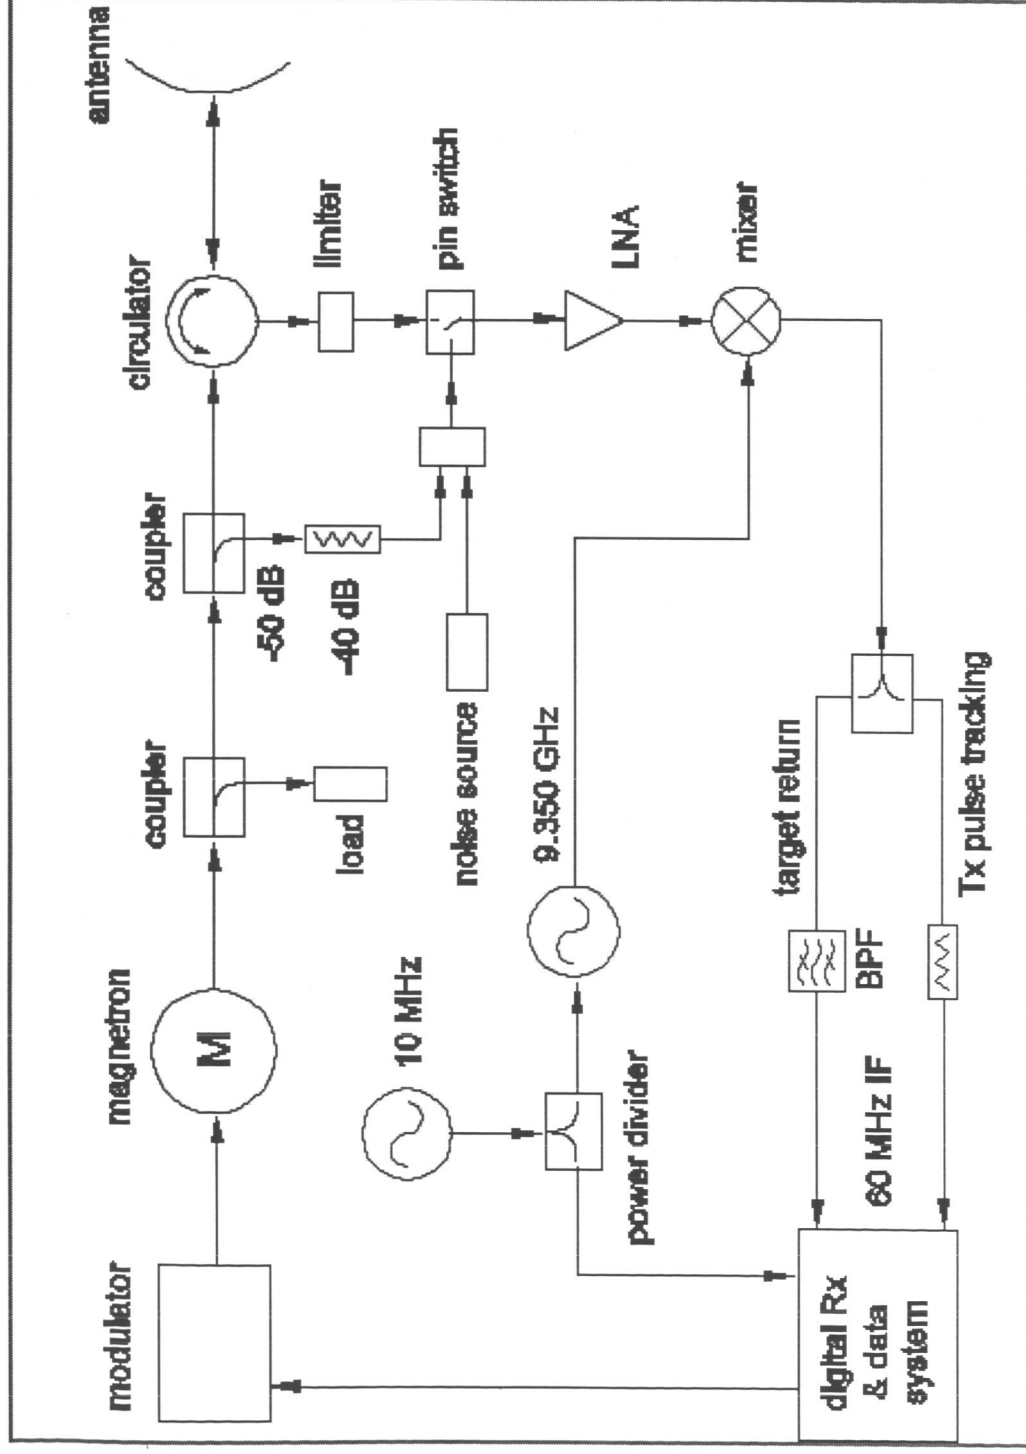 modulator
magnetron
coupler
coupler
circulator
antenna
M
load
-50 dB
-40 dB
limiter
pin switch
10 MHz
noise source
LNA
9.350 GHz
mixer
power divider
target return
BPF
60 MHz IF
Tx pulse tracking
digital Rx
& data
system